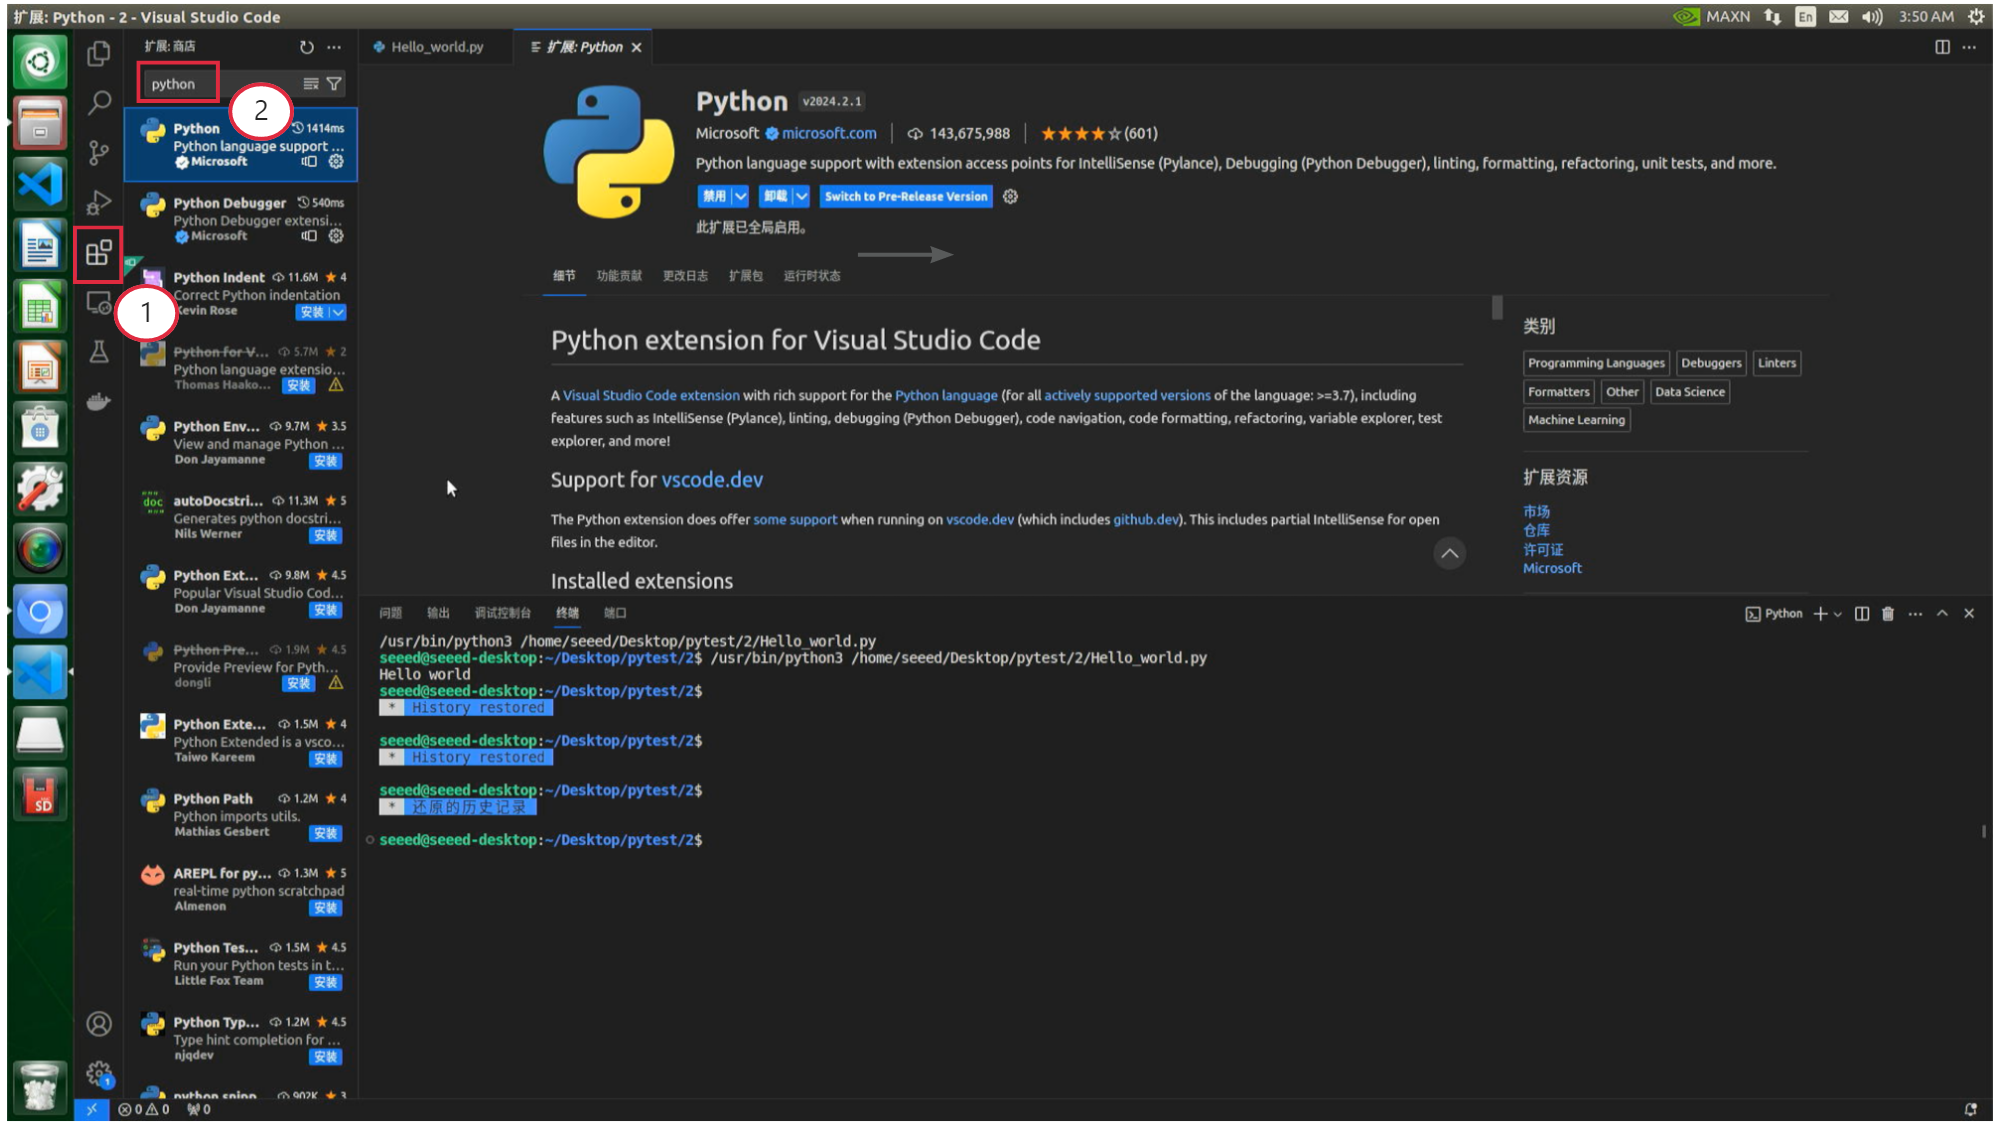 扩展: Python - 2 - Visual Studio Code
MAXN
En
3:50 AM
扩展: 商店
python
2
Python 1414ms
Python language support ...
Microsoft
Python Debugger 540ms
Python Debugger extensi...
Microsoft
1
Python Indent 11.6M 4
Correct Python indentation
Kevin Rose 安装
Python for V... 5.7M 2
Python language extensio...
Thomas Haako... 安装
Python Env... 9.7M 3.5
View and manage Python ...
Don Jayamanne 安装
doc
autoDocstri... 11.3M 5
Generates python docstri...
Nils Werner 安装
Python Ext... 9.8M 4.5
Popular Visual Studio Cod...
Don Jayamanne 安装
Python Pre... 1.9M 4.5
Provide Preview for Pyth...
dongli 安装
Python Exte... 1.5M 4
Python Extended is a vsco...
Taiwo Kareem 安装
Python Path 1.2M 4
Python imports utils.
Mathias Gesbert 安装
AREPL for py... 1.3M 5
real-time python scratchpad
Almenon 安装
Python Tes... 1.5M 4.5
Run your Python tests in t...
Little Fox Team 安装
Python Typ... 1.2M 4.5
Type hint completion for ...
njqdev 安装
python snipp... 902K 3
SD
1
Hello_world.py
扩展: Python
Python v2024.2.1
Microsoft microsoft.com 143,675,988 (601)
Python language support with extension access points for IntelliSense (Pylance), Debugging (Python Debugger), linting, formatting, refactoring, unit tests, and more.
禁用 卸载 Switch to Pre-Release Version
此扩展已全局启用。
细节 功能贡献 更改日志 扩展包 运行时状态
Python extension for Visual Studio Code
A Visual Studio Code extension with rich support for the Python language (for all actively supported versions of the language: >=3.7), including
features such as IntelliSense (Pylance), linting, debugging (Python Debugger), code navigation, code formatting, refactoring, variable explorer, test
explorer, and more!
Support for vscode.dev
The Python extension does offer some support when running on vscode.dev (which includes github.dev). This includes partial IntelliSense for open
files in the editor.
Installed extensions
类别
Programming Languages Debuggers Linters
Formatters Other Data Science
Machine Learning
扩展资源
市场
仓库
许可证
Microsoft
问题 输出 调试控制台 终端 端口
Python
/usr/bin/python3 /home/seeed/Desktop/pytest/2/Hello_world.py
seeed@seeed-desktop:~/Desktop/pytest/2$ /usr/bin/python3 /home/seeed/Desktop/pytest/2/Hello_world.py
Hello world
seeed@seeed-desktop:~/Desktop/pytest/2$
* History restored
seeed@seeed-desktop:~/Desktop/pytest/2$
* History restored
seeed@seeed-desktop:~/Desktop/pytest/2$
* 还原的历史记录
seeed@seeed-desktop:~/Desktop/pytest/2$
0 0 0